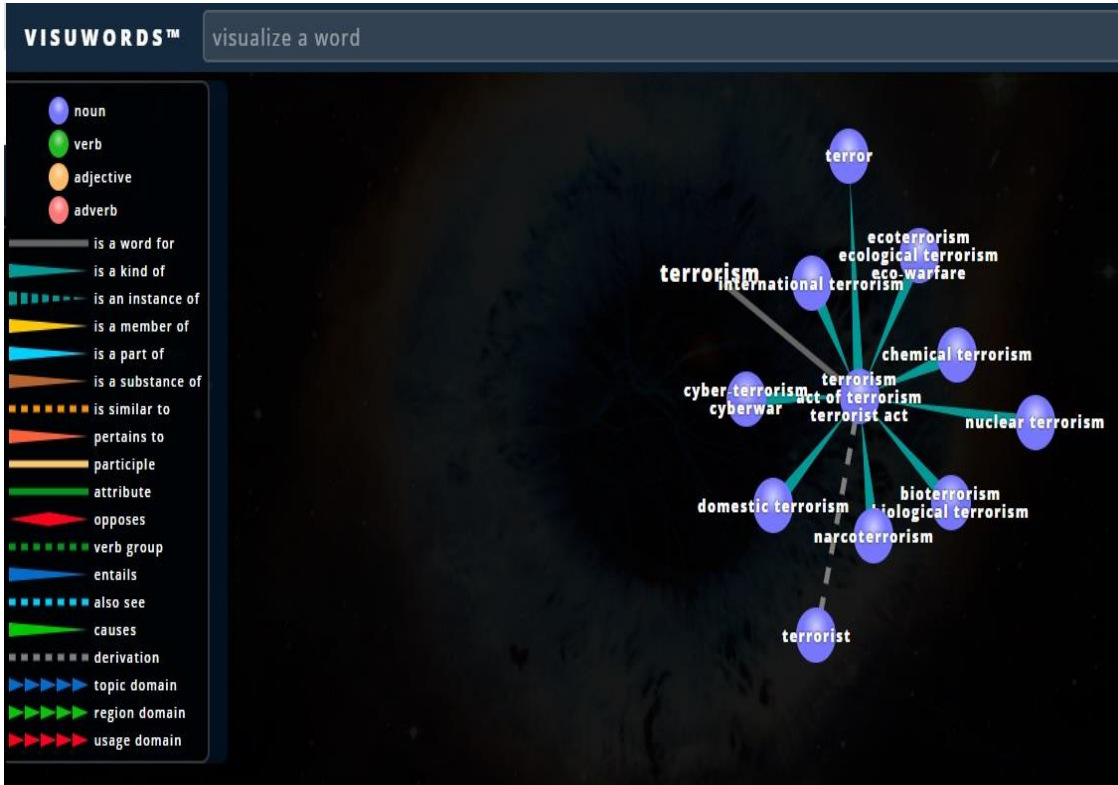 VISUWORDS™
visualize a word
noun
verb
adjective
adverb
is a word for
is a kind of
is an instance of
is a member of
is a part of
is a substance of
is similar to
pertains to
participle
attribute
opposes
verb group
entails
also see
causes
derivation
topic domain
region domain
usage domain
terror
ecoterrorism
ecological terrorism
eco-warfare
terrorism
international terrorism
chemical terrorism
cyber-terrorism
cyberwar
terrorism
act of terrorism
terrorist act
nuclear terrorism
domestic terrorism
bioterrorism
biological terrorism
narcoterrorism
terrorist